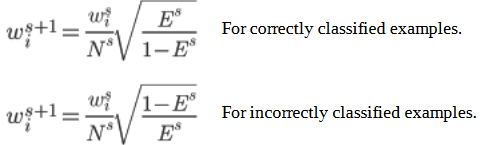 w_i^{s+1} = \frac{w_i^s}{N^s} \sqrt{\frac{E^s}{1-E^s}} For correctly classified examples.
w_i^{s+1} = \frac{w_i^s}{N^s} \sqrt{\frac{1-E^s}{E^s}} For incorrectly classified examples.